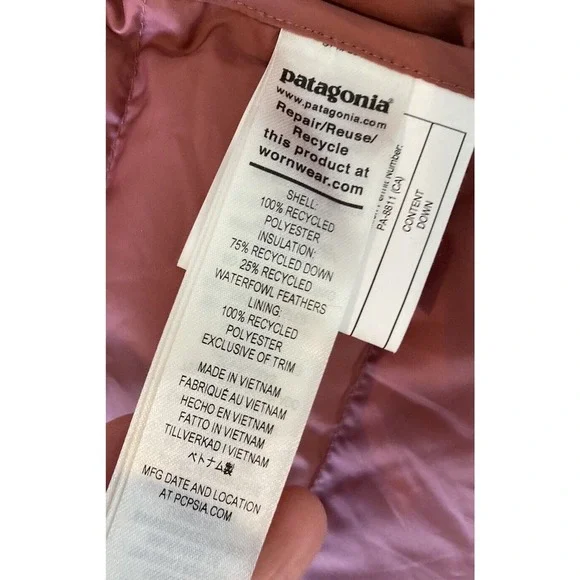 patagonia®
www.patagonia.com
Repair/Reuse/
Recycle
this product at
wornwear.com
SHELL:
100% RECYCLED
POLYESTER
INSULATION:
75% RECYCLED DOWN
25% RECYCLED
WATERFOWL FEATHERS
LINING:
100% RECYCLED
POLYESTER
EXCLUSIVE OF TRIM
MADE IN VIETNAM
FABRIQUÉ AU VIETNAM
HECHO EN VIETNAM
FATTO IN VIETNAM
TILLVERKAD I VIETNAM
ベトナム製
MFG DATE AND LOCATION
AT PCPSIA.COM
Number:
PA-8811 (CA)
CONTENT
DOWN